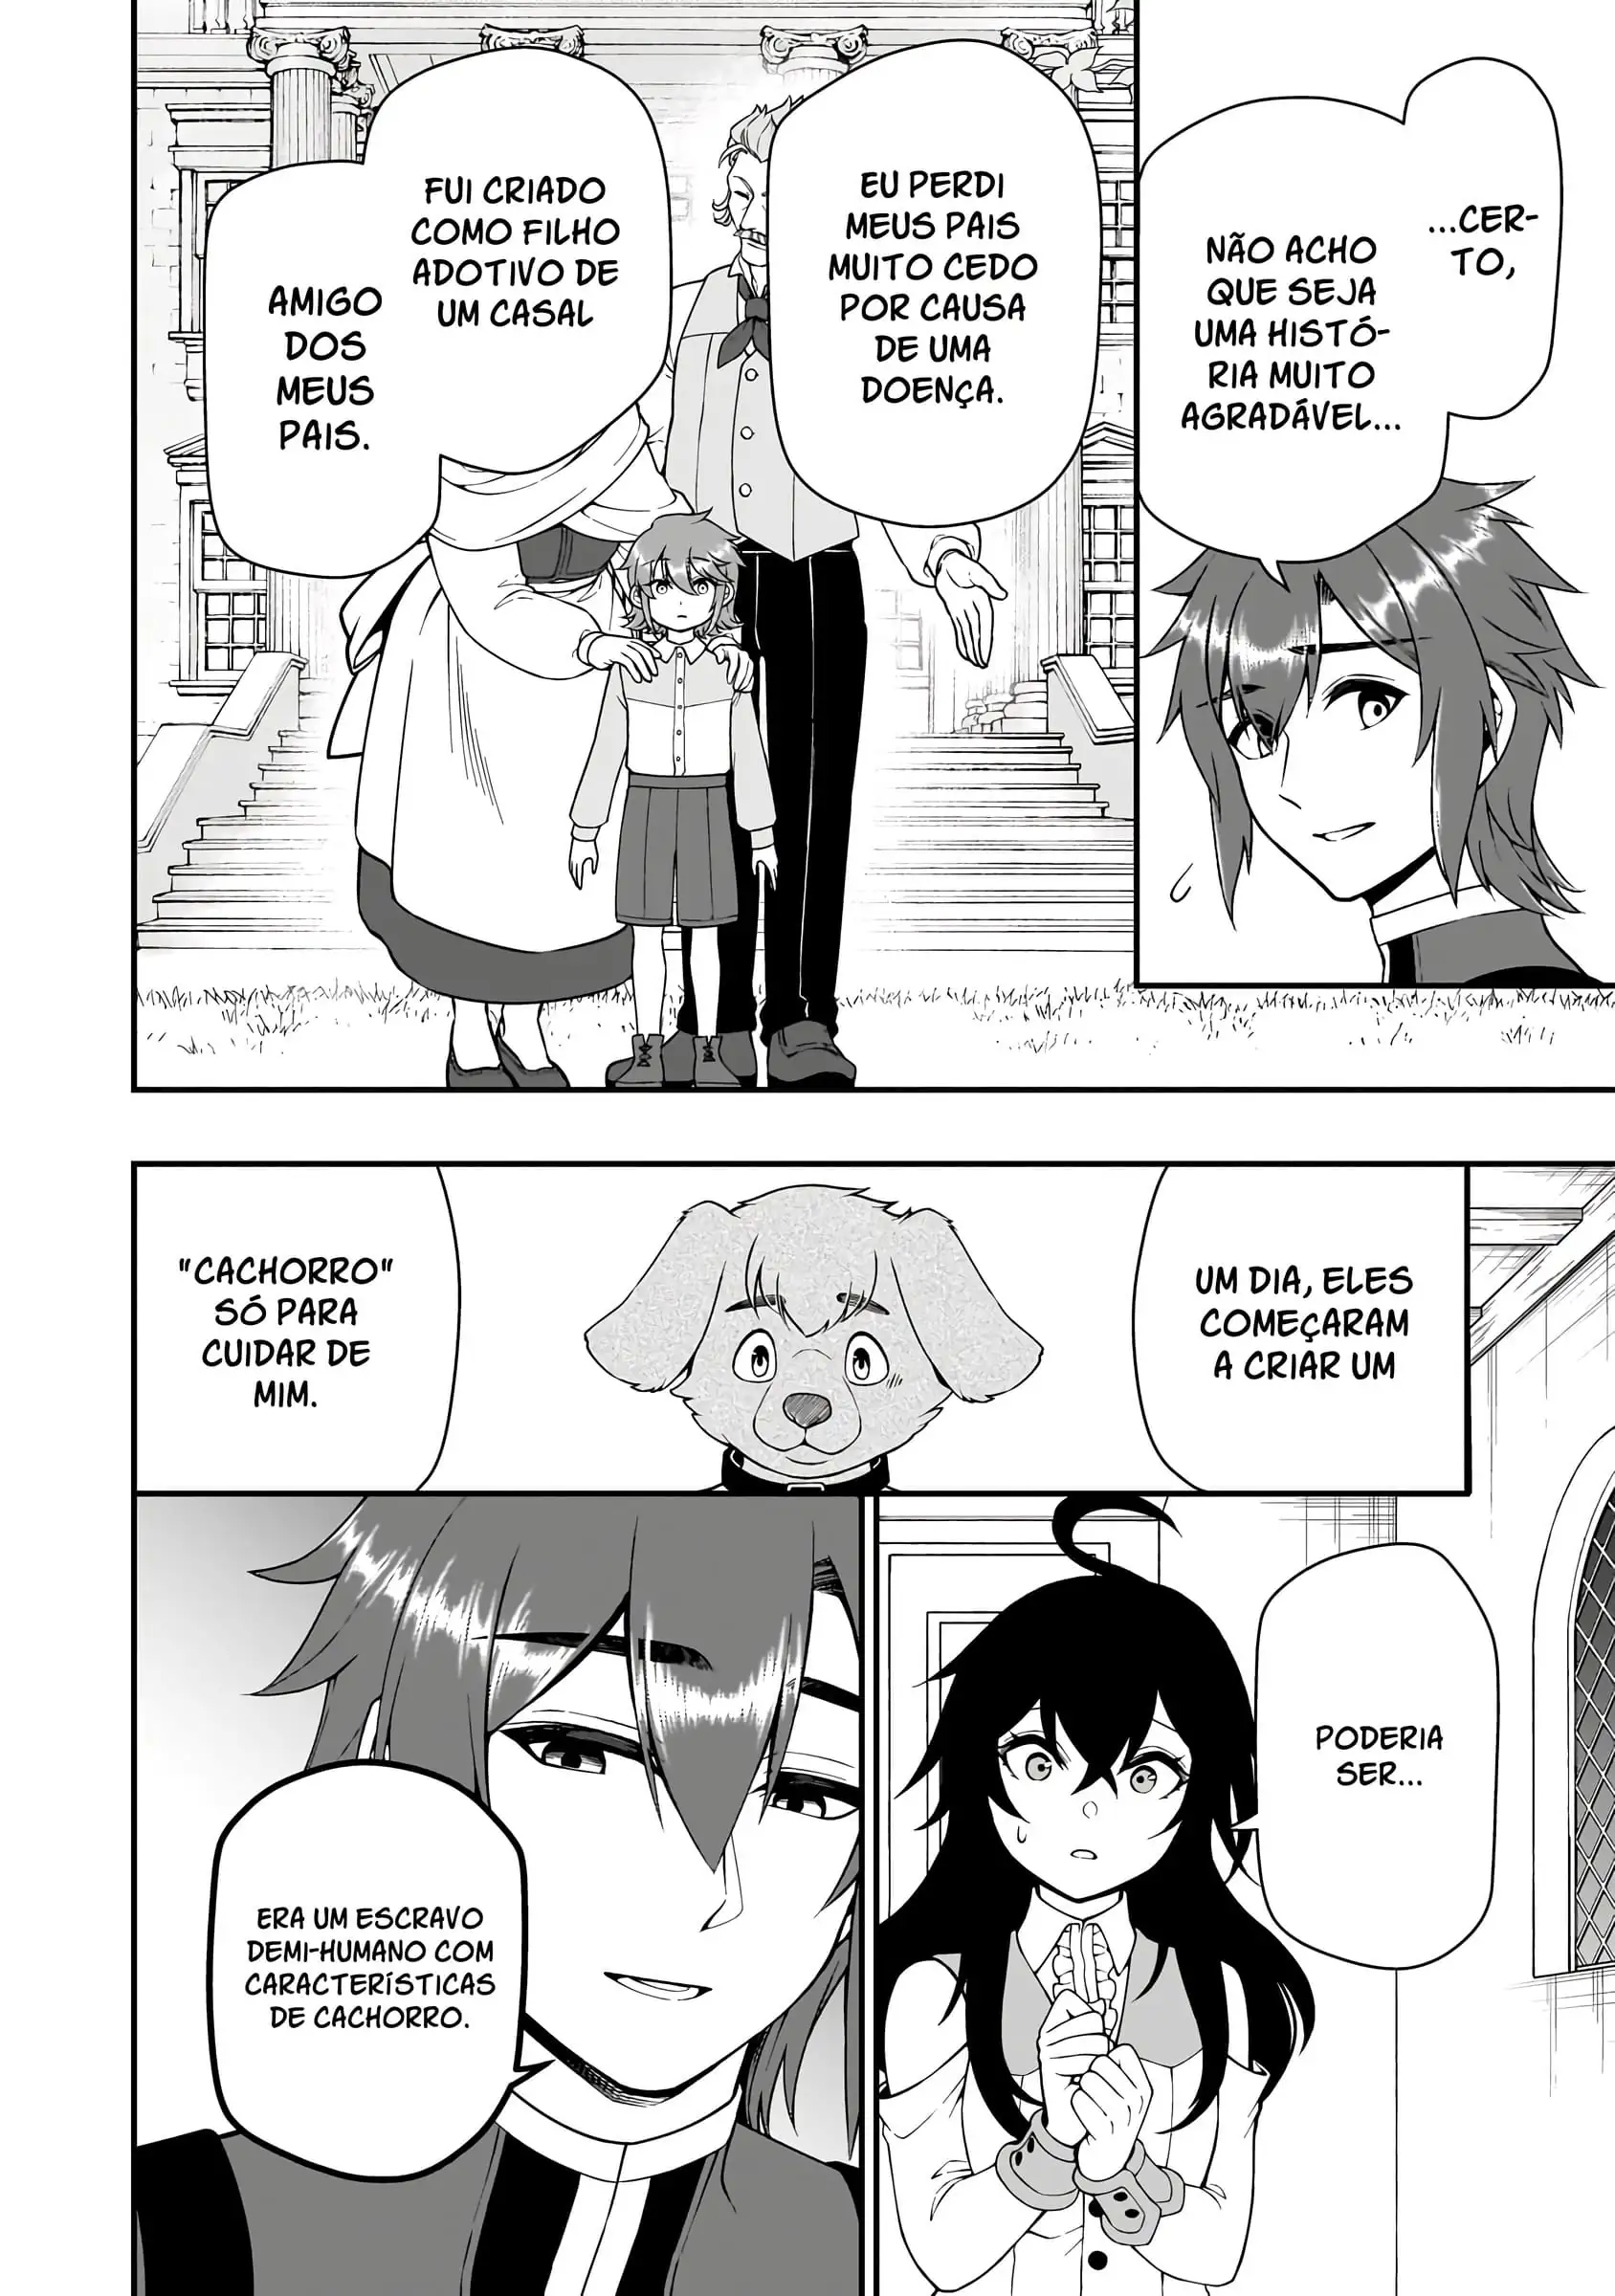 ...CER-
TO,
NÃO ACHO
QUE SEJA
UMA HISTÓ-
RIA MUITO
AGRADÁVEL...
EU PERDI
MEUS PAIS
MUITO CEDO
POR CAUSA
DE UMA
DOENÇA.
FUI CRIADO
COMO FILHO
ADOTIVO DE
UM CASAL
AMIGO
DOS
MEUS
PAIS.
UM DIA, ELES
COMEÇARAM
A CRIAR UM
"CACHORRO"
SÓ PARA
CUIDAR DE
MIM.
PODERIA
SER...
ERA UM ESCRAVO
DEMI-HUMANO COM
CARACTERÍSTICAS
DE CACHORRO.